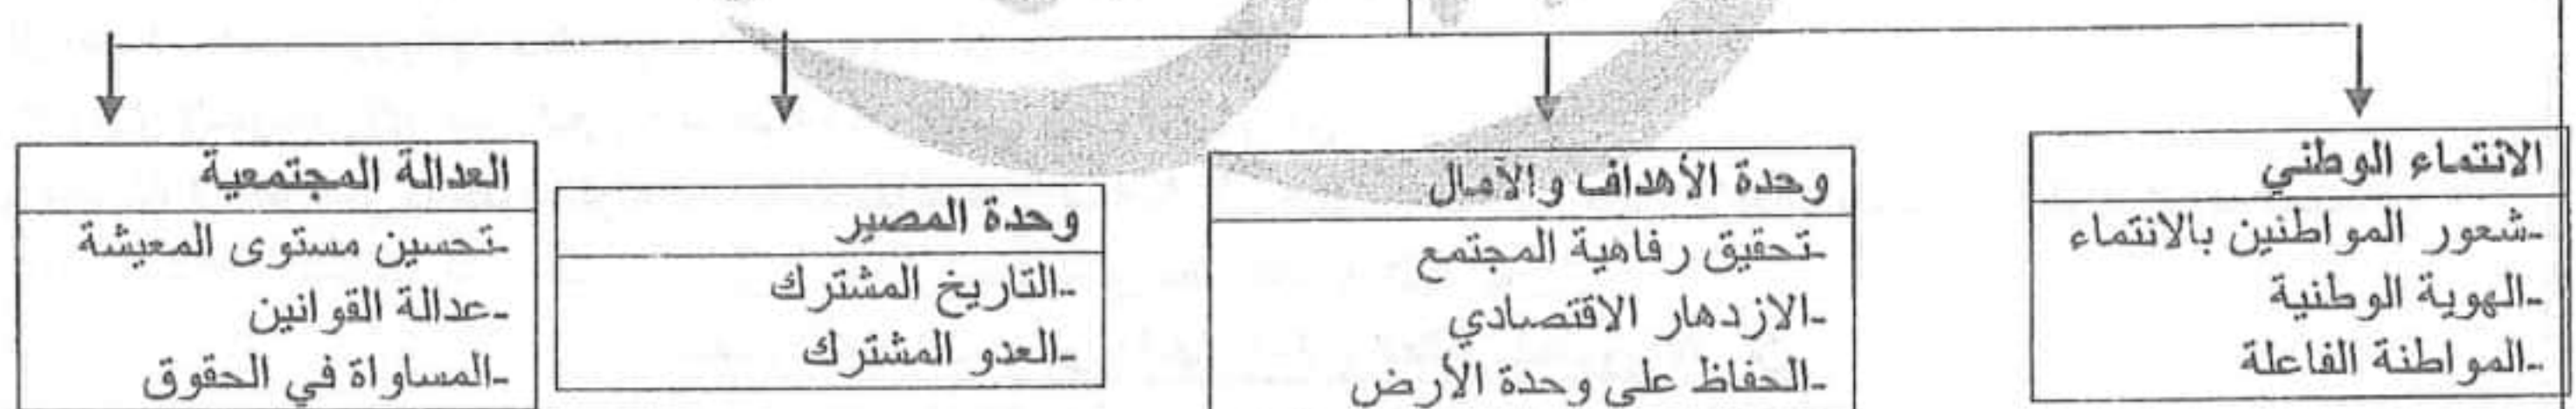 الانتماء الوطني
-شعور المواطنين بالانتماء
-الهوية الوطنية
-المواطنة الفاعلة
وحدة الأهداف والآمال
-تحقيق رفاهية المجتمع
-الازدهار الاقتصادي
-الحفاظ على وحدة الأرض
وحدة المصير
-التاريخ المشترك
-العدو المشترك
العدالة المجتمعية
-تحسين مستوى المعيشة
-عدالة القوانين
-المساواة في الحقوق